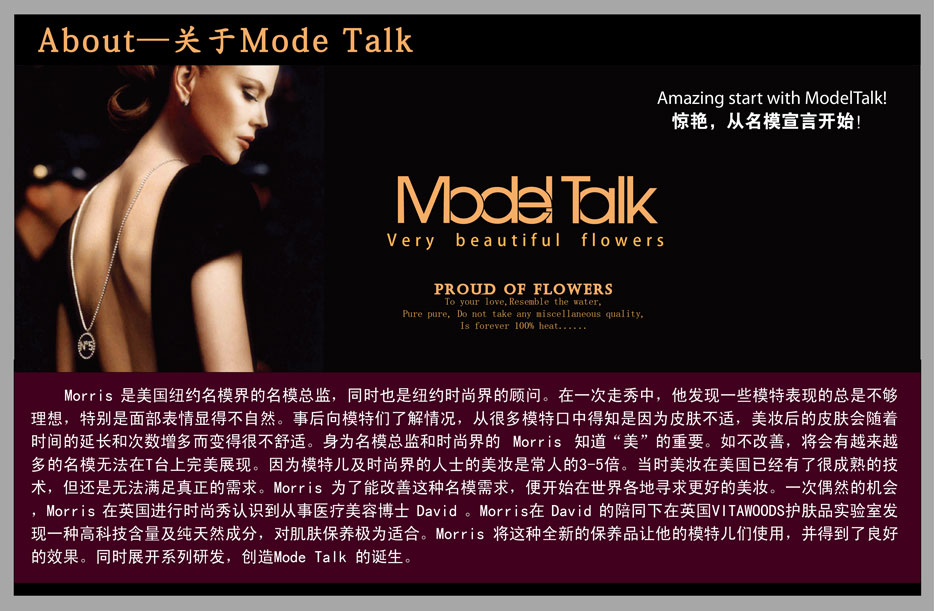 About—关于Mode Talk
Amazing start with ModelTalk!
惊艳，从名模宣言开始!
Model Talk
Very beautiful flowers
PROUD OF FLOWERS
To your love,Resemble the water,
Pure pure, Do not take any miscellaneous quality,
Is forever 100% heat......
N°5
Morris 是美国纽约名模界的名模总监，同时也是纽约时尚界的顾问。在一次走秀中，他发现一些模特表现的总是不够
理想，特别是面部表情显得不自然。事后向模特们了解情况，从很多模特口中得知是因为皮肤不适，美妆后的皮肤会随着
时间的延长和次数增多而变得很不舒适。身为名模总监和时尚界的 Morris 知道“美”的重要。如不改善，将会有越来越
多的名模无法在T台上完美展现。因为模特儿及时尚界的人士的美妆是常人的3-5倍。当时美妆在美国已经有了很成熟的技
术，但还是无法满足真正的需求。Morris 为了能改善这种名模需求，便开始在世界各地寻求更好的美妆。一次偶然的机会
，Morris 在英国进行时尚秀认识到从事医疗美容博士 David 。Morris在 David 的陪同下在英国VITAWOODS护肤品实验室发
现一种高科技含量及纯天然成分，对肌肤保养极为适合。Morris 将这种全新的保养品让他的模特儿们使用，并得到了良好
的效果。同时展开系列研发，创造Mode Talk 的诞生。